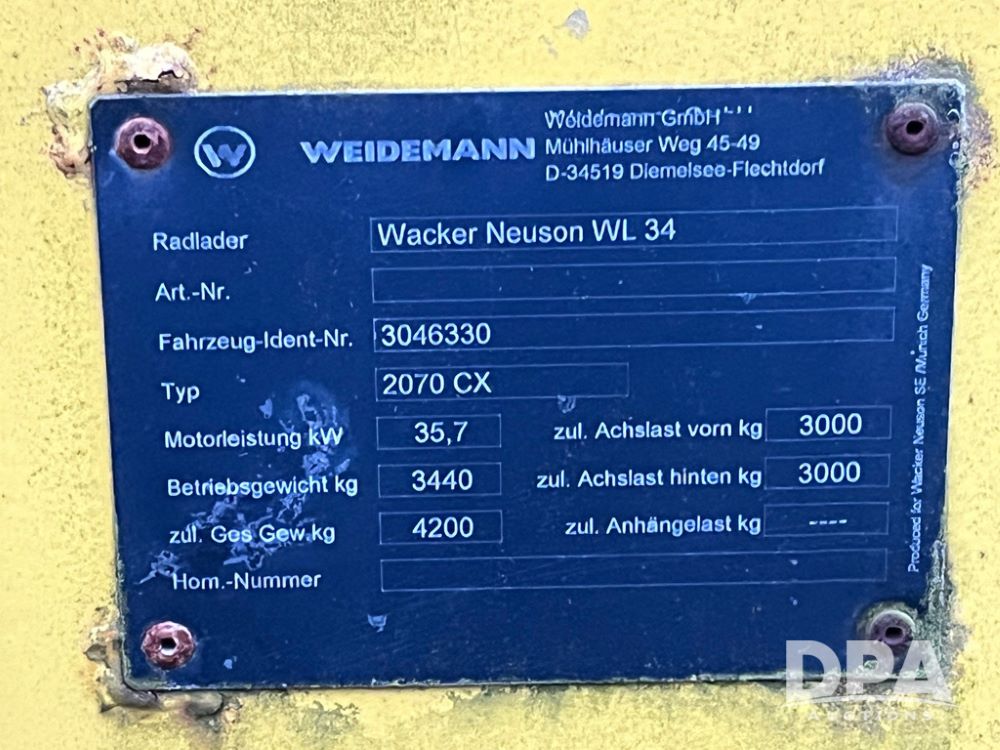 Weidemann GmbH
W WEIDEMANN Mühlhäuser Weg 45-49
D-34519 Diemelsee-Flechtdorf
Radlader Wacker Neuson WL 34
Art.-Nr.
Fahrzeug-Ident-Nr. 3046330
Typ 2070 CX
Motorleistung kW 35,7 zul. Achslast vorn kg 3000
Betriebsgewicht kg 3440 zul. Achslast hinten kg 3000
zul. Ges Gew.kg 4200 zul. Anhängelast kg ----
Hom.-Nummer
Produced for Wacker Neuson SE /Munich Germany
DPA
AUCTIONS